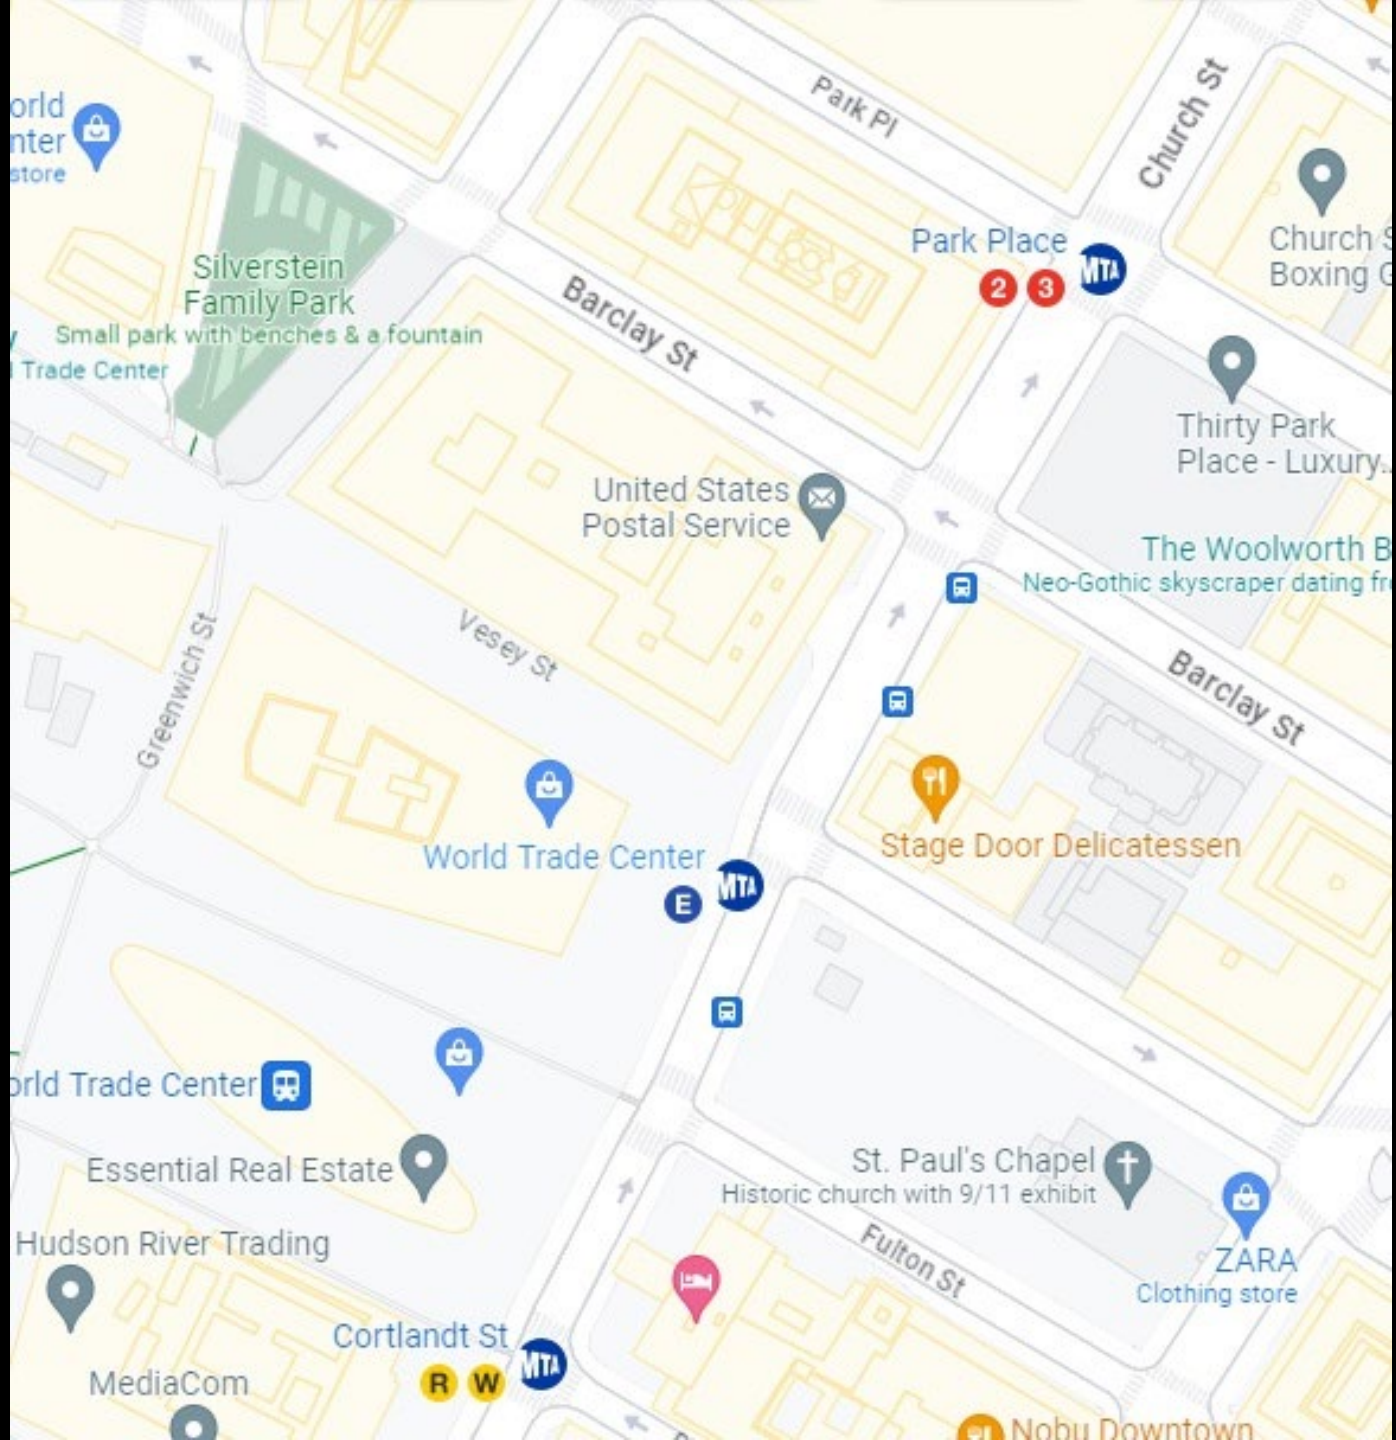 Park Pl
Church St
orld
nter
store
Park Place
MTA
2 3
Church S
Boxing G
Silverstein
Family Park
Small park with benches & a fountain
Trade Center
Barclay St
Thirty Park
Place - Luxury..
United States
Postal Service
The Woolworth B
Neo-Gothic skyscraper dating fr
Vesey St
Greenwich St
Barclay St
Stage Door Delicatessen
World Trade Center
MTA
E
orld Trade Center
Essential Real Estate
St. Paul's Chapel
Historic church with 9/11 exhibit
Hudson River Trading
Fulton St
ZARA
Clothing store
Cortlandt St
MTA
R W
MediaCom
Nobu Downtown